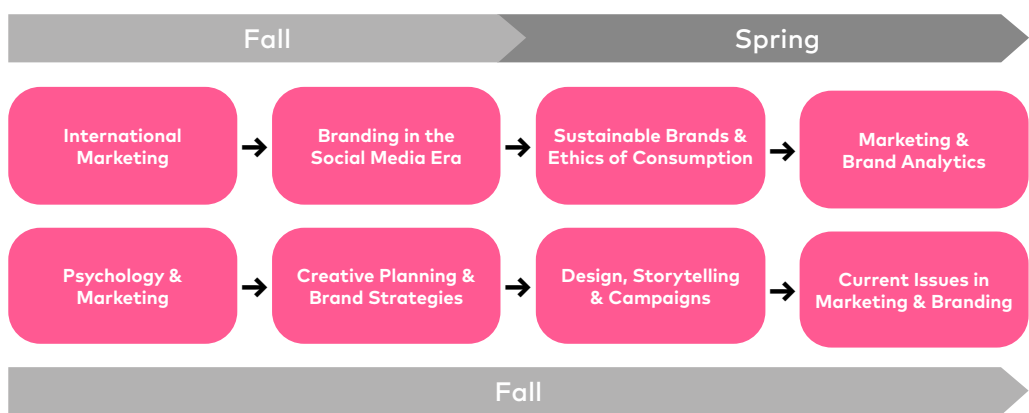 Fall
Spring
International
Marketing
Branding in the
Social Media Era
Sustainable Brands &
Ethics of Consumption
Marketing &
Brand Analytics
Psychology &
Marketing
Creative Planning &
Brand Strategies
Design, Storytelling
& Campaigns
Current Issues in
Marketing & Branding
Fall